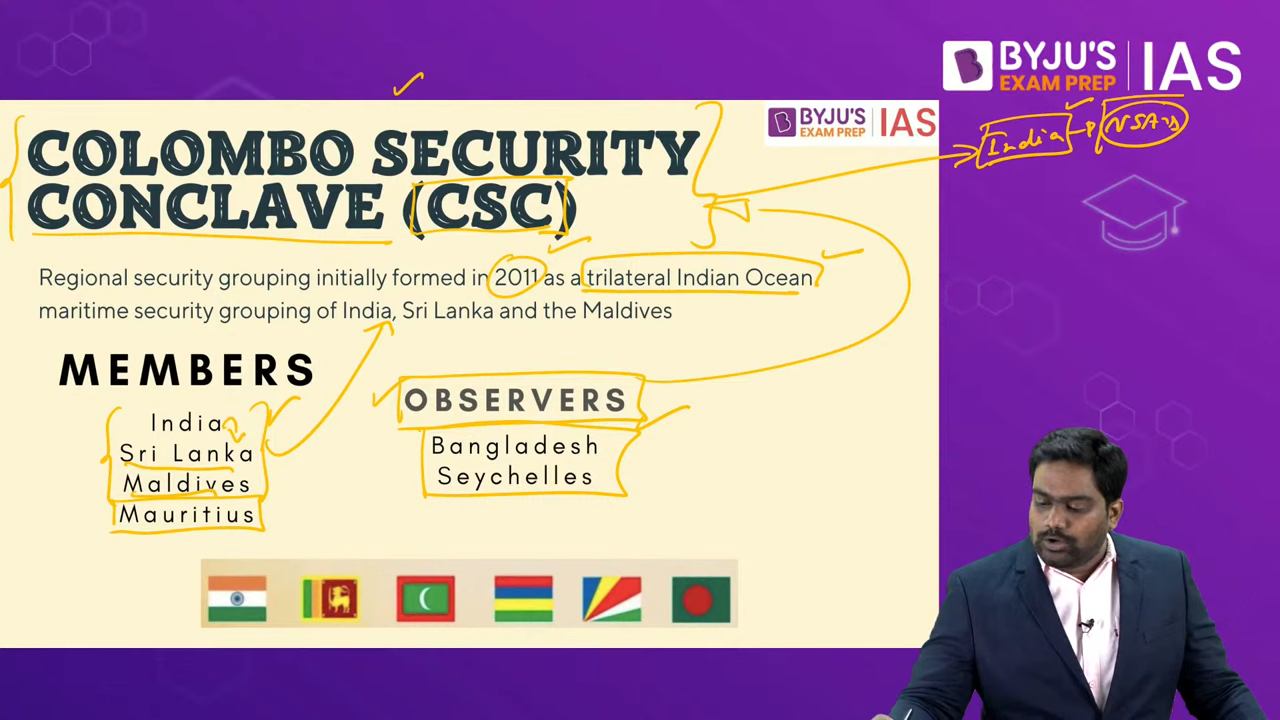 BYJU'S
EXAM PREP
IAS
BYJU'S
EXAM PREP
IAS
India → NSA's
COLOMBO SECURITY
CONCLAVE (CSC)
Regional security grouping initially formed in 2011 as a trilateral Indian Ocean
maritime security grouping of India, Sri Lanka and the Maldives
MEMBERS
India
Sri Lanka
Maldives
Mauritius
OBSERVERS
Bangladesh
Seychelles